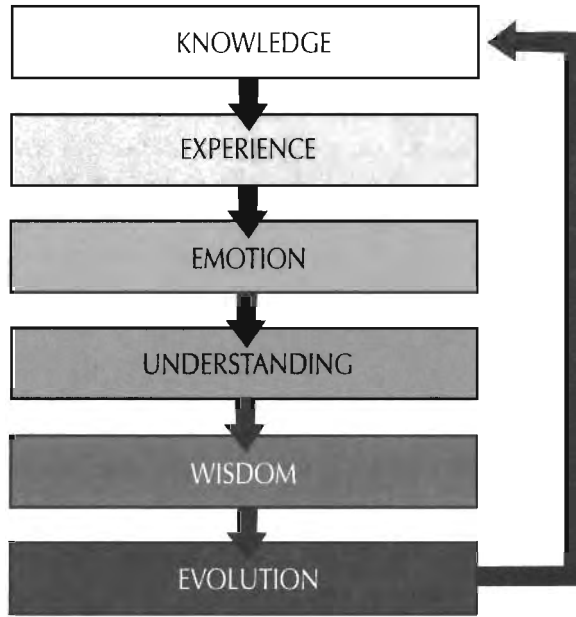 KNOWLEDGE
EXPERIENCE
EMOTION
UNDERSTANDING
WISDOM
EVOLUTION